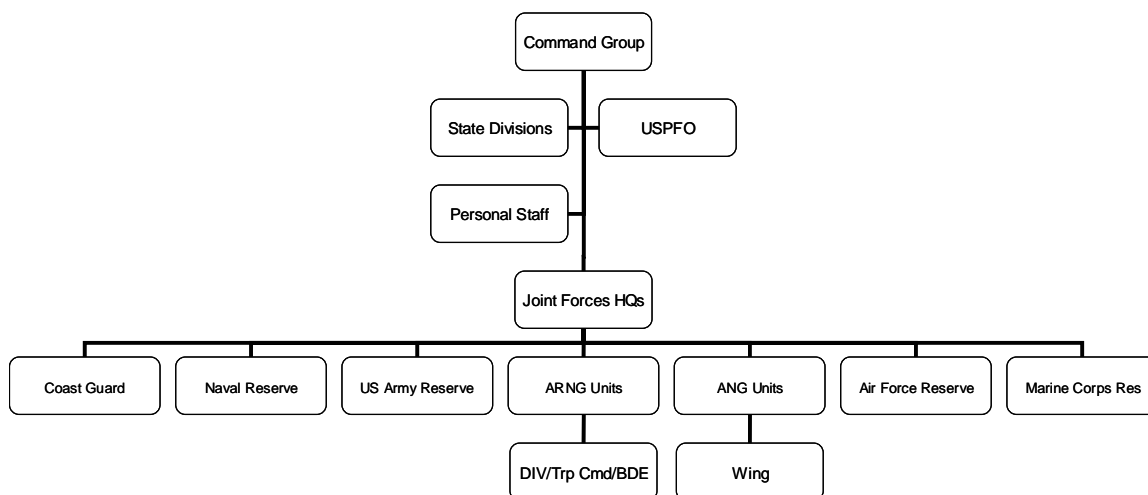 Command Group
State Divisions
USPFO
Personal Staff
Joint Forces HQs
Coast Guard
Naval Reserve
US Army Reserve
ARNG Units
ANG Units
Air Force Reserve
Marine Corps Res
DIV/Trp Cmd/BDE
Wing